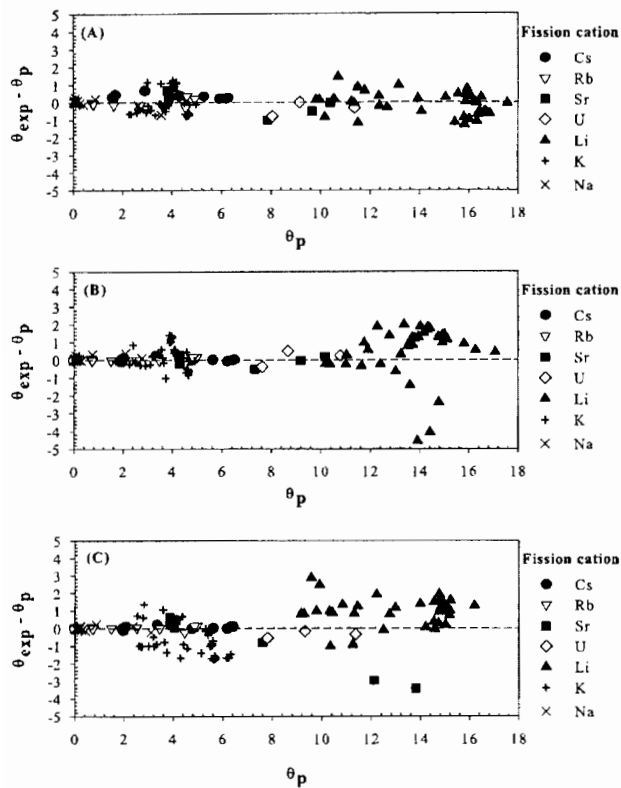 (A)
θexp - θp
5
4
3
2
1
0
-1
-2
-3
-4
-5
0 2 4 6 8 10 12 14 16 18
θp
Fission cation
Cs
Rb
Sr
U
Li
K
Na
(B)
θexp - θp
5
4
3
2
1
0
-1
-2
-3
-4
-5
0 2 4 6 8 10 12 14 16 18
θp
Fission cation
Cs
Rb
Sr
U
Li
K
Na
(C)
θexp - θp
5
4
3
2
1
0
-1
-2
-3
-4
-5
0 2 4 6 8 10 12 14 16 18
θp
Fission cation
Cs
Rb
Sr
U
Li
K
Na